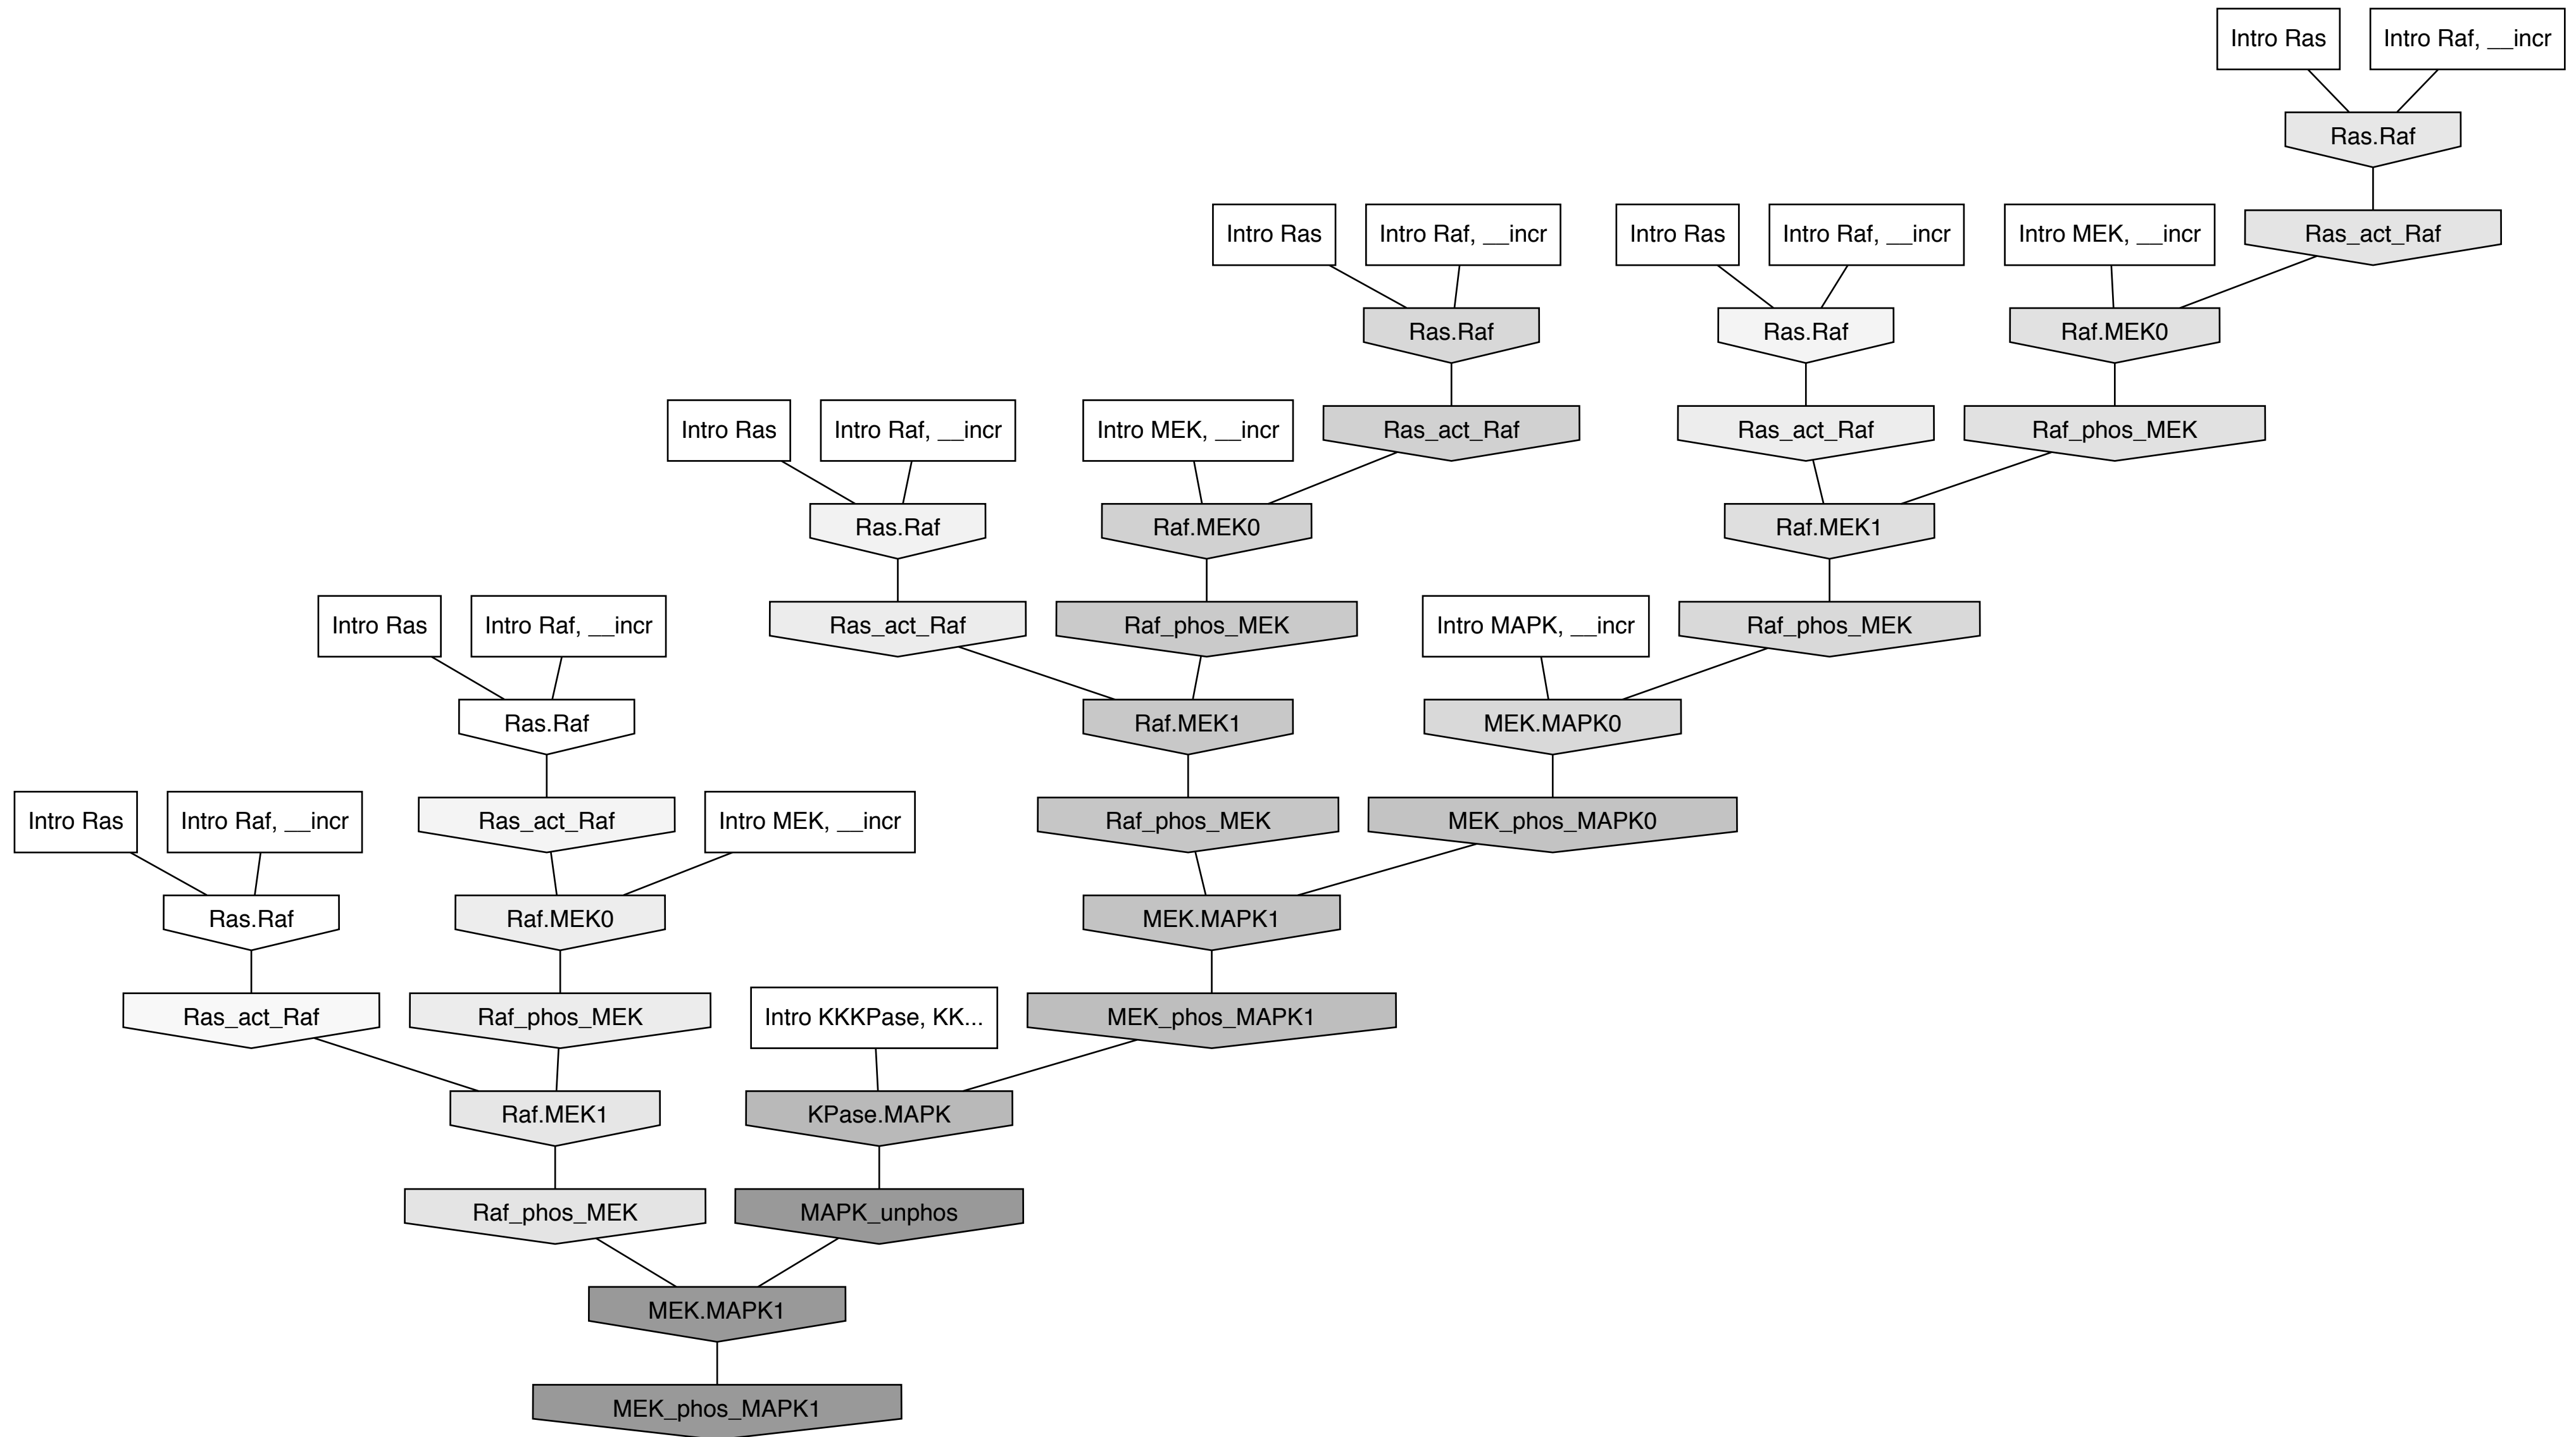 Intro Ras
Intro Raf, __incr
Ras.Raf
Intro Ras
Intro Raf, __incr
Intro Ras
Intro Raf, __incr
Intro MEK, __incr
Ras_act_Raf
Ras.Raf
Ras.Raf
Raf.MEK0
Intro Ras
Intro Raf, __incr
Intro MEK, __incr
Ras_act_Raf
Ras_act_Raf
Raf_phos_MEK
Ras.Raf
Raf.MEK0
Raf.MEK1
Intro Ras
Intro Raf, __incr
Ras_act_Raf
Raf_phos_MEK
Intro MAPK, __incr
Raf_phos_MEK
Ras.Raf
Raf.MEK1
MEK.MAPK0
Intro Ras
Intro Raf, __incr
Ras_act_Raf
Intro MEK, __incr
Raf_phos_MEK
MEK_phos_MAPK0
Ras.Raf
Raf.MEK0
MEK.MAPK1
Ras_act_Raf
Raf_phos_MEK
Intro KKKPase, KK...
MEK_phos_MAPK1
Raf.MEK1
KPase.MAPK
Raf_phos_MEK
MAPK_unphos
MEK.MAPK1
MEK_phos_MAPK1